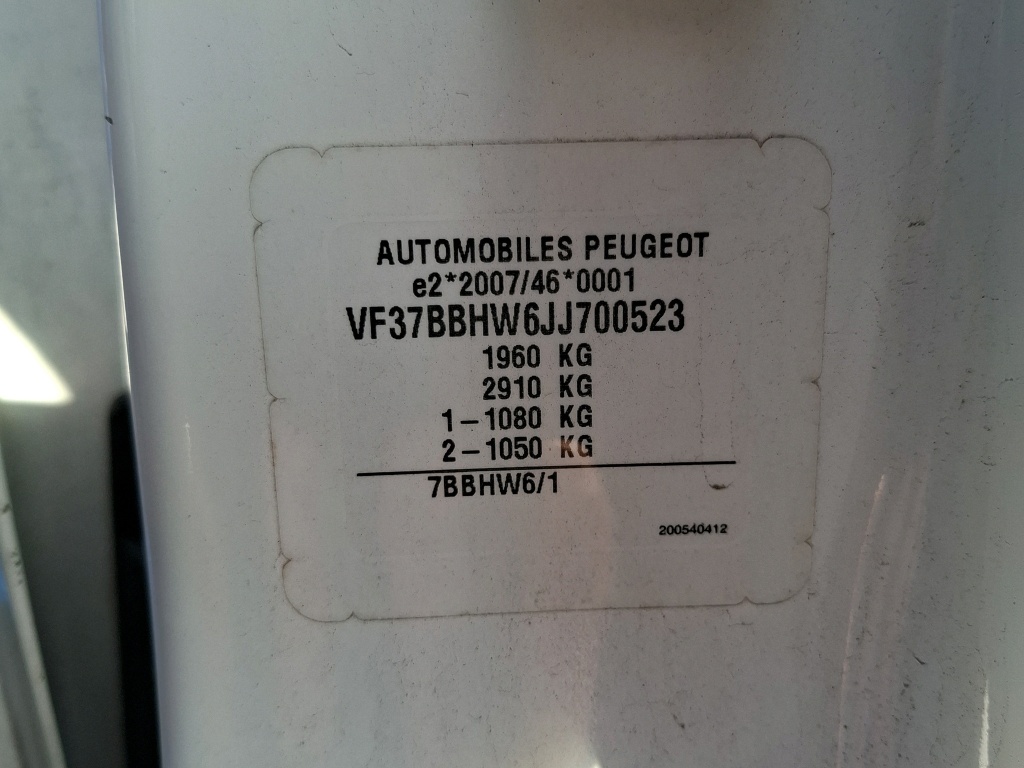 AUTOMOBILES PEUGEOT
e2*2007/46*0001
VF37BBHW6JJ700523
1960 KG
2910 KG
1-1080 KG
2-1050 KG
7BBHW6/1
200540412